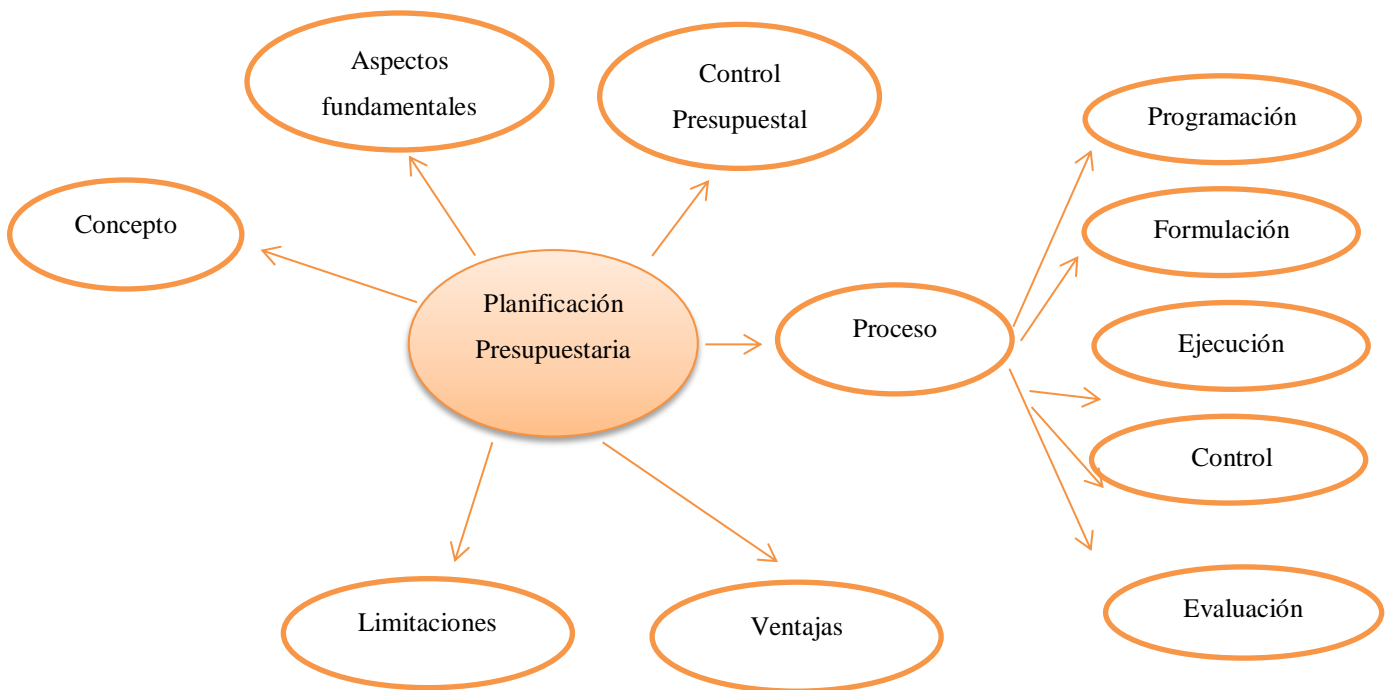 Aspectos
fundamentales
Control
Presupuestal
Programación
Concepto
Formulación
Planificación
Presupuestaria
Proceso
Ejecución
Control
Limitaciones
Ventajas
Evaluación